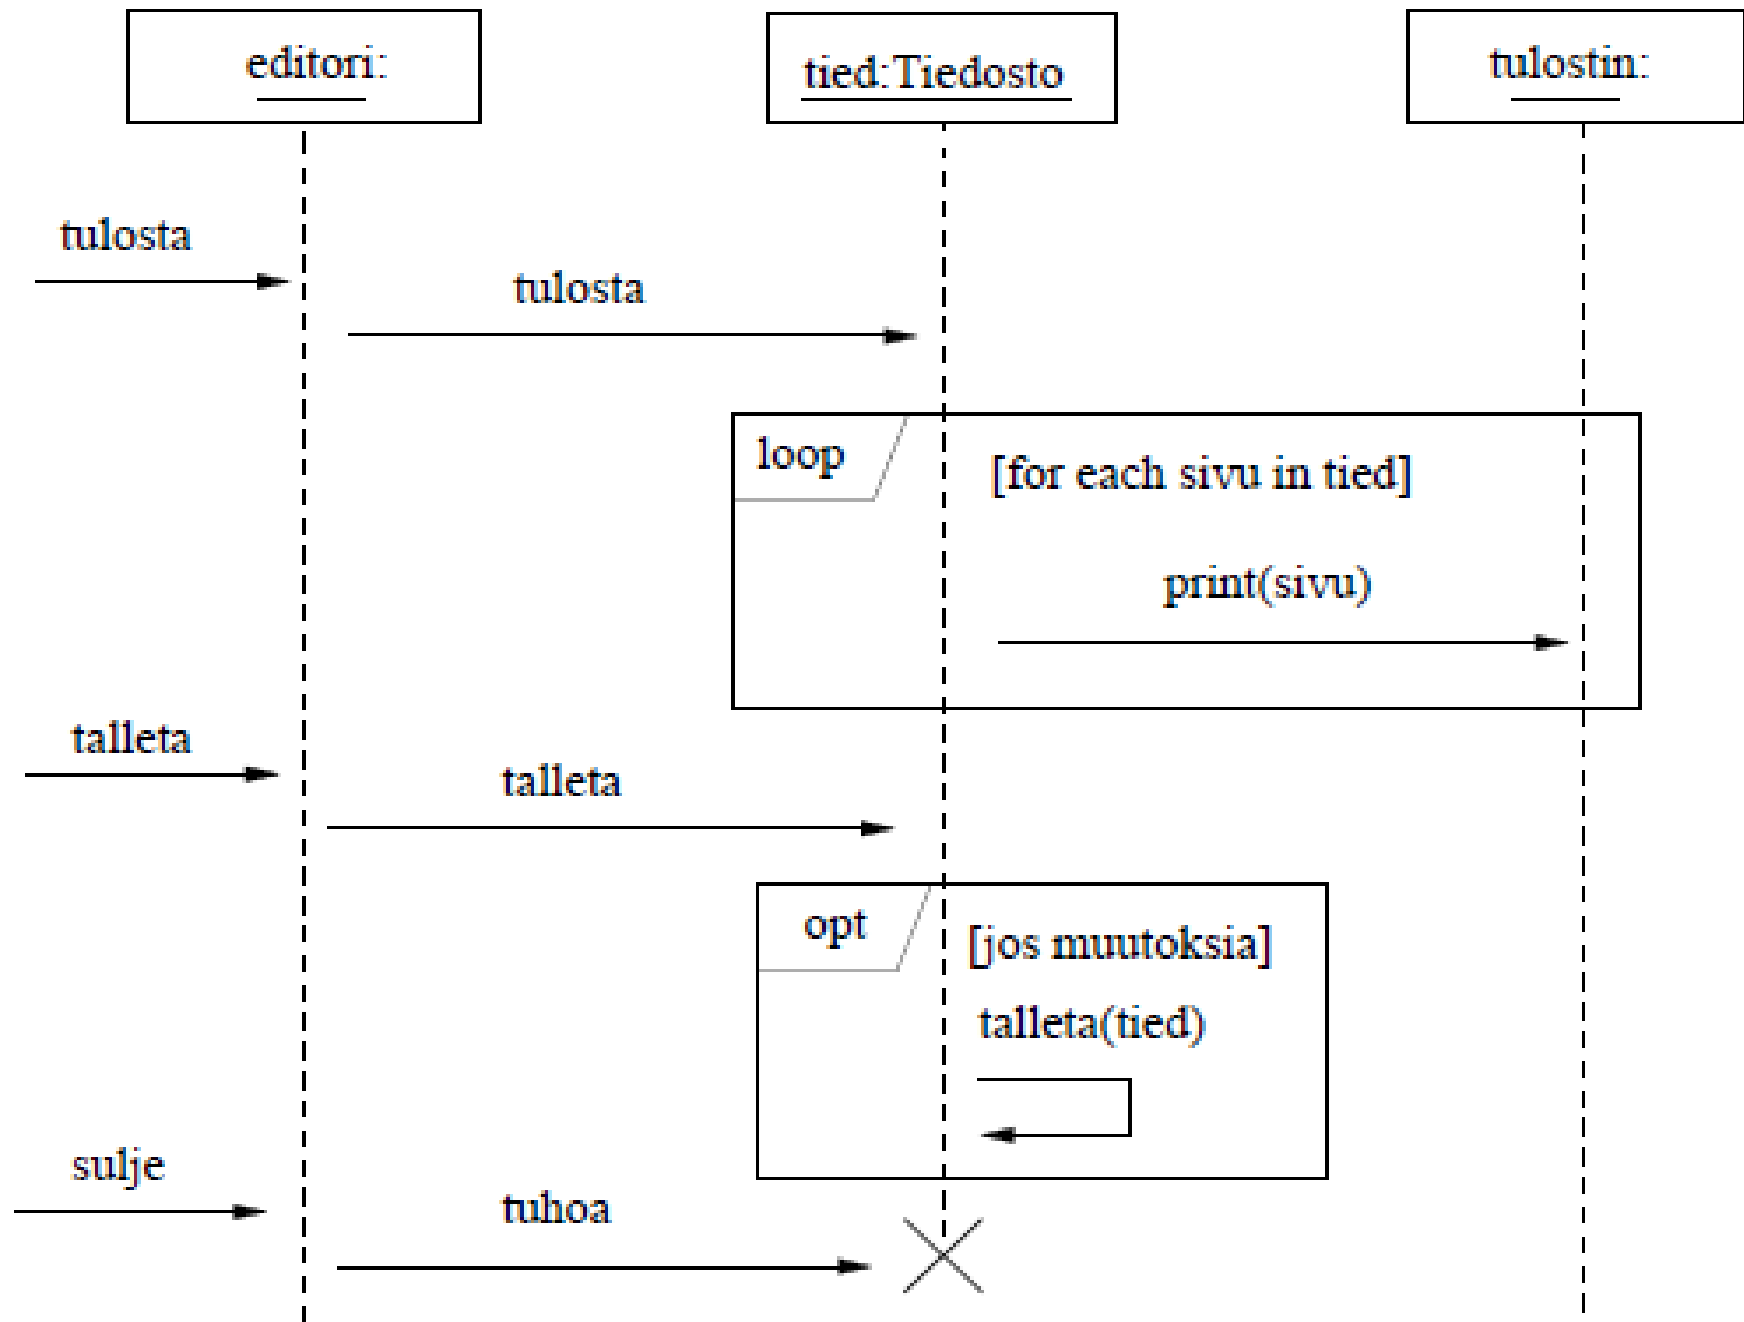 editori:
tied:Tiedosto
tulostin:
tulosta
tulosta
loop
[for each sivu in tied]
print(sivu)
talleta
talleta
opt
[jos muutoksia]
talleta(tied)
sulje
tuhoa